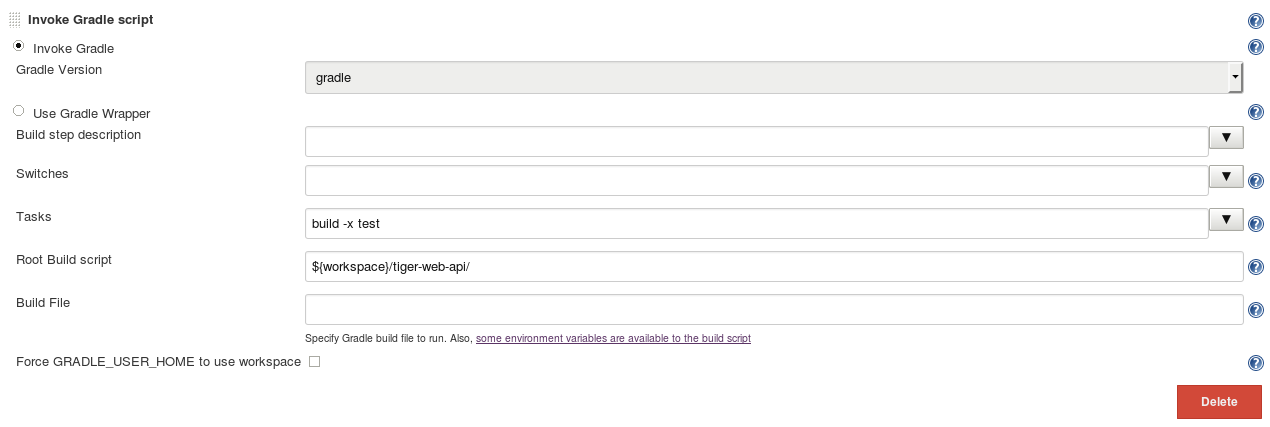 Invoke Gradle script
Invoke Gradle
Gradle Version
gradle
Use Gradle Wrapper
Build step description
Switches
Tasks
build -x test
Root Build script
${workspace}/tiger-web-api/
Build File
Specify Gradle build file to run. Also, some environment variables are available to the build script
Force GRADLE_USER_HOME to use workspace
Delete